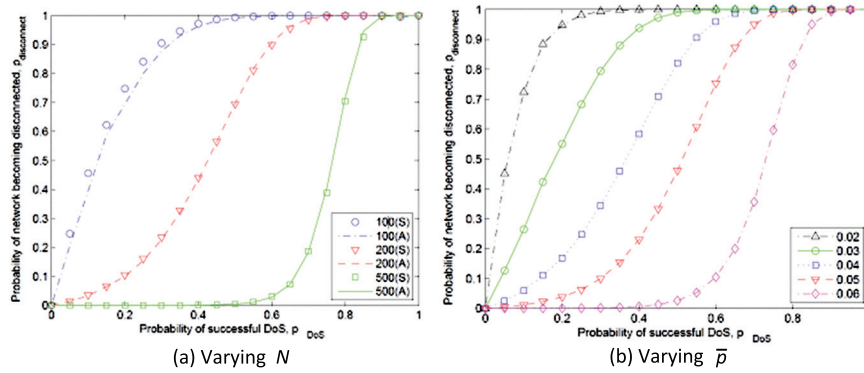 Probability of network becoming disconnected, p_disconnect
1
0.9
0.8
0.7
0.6
0.5
0.4
0.3
0.2
0.1
0
100(S)
100(A)
200(S)
200(A)
500(S)
500(A)
0 0.2 0.4 0.6 0.8 1
Probability of successful DoS, p_DoS
(a) Varying N
Probability of network becoming disconnected, p_disconnect
1
0.9
0.8
0.7
0.6
0.5
0.4
0.3
0.2
0.1
0
0.02
0.03
0.04
0.05
0.06
0 0.2 0.4 0.6 0.8
Probability of successful DoS, p_DoS
(b) Varying p̅